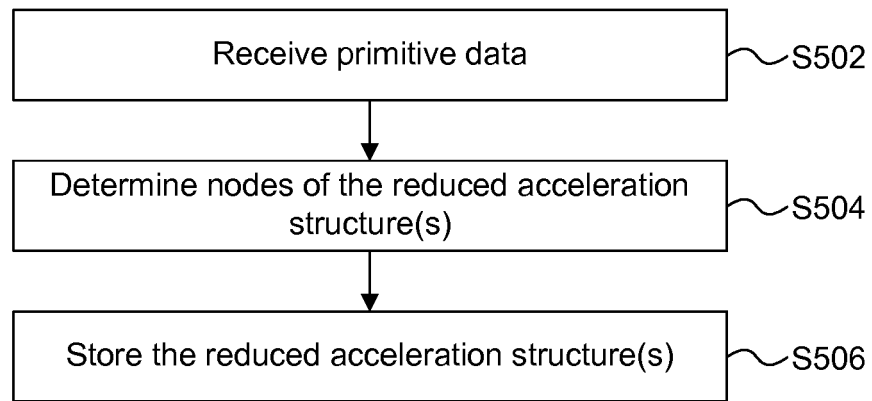 Receive primitive data
S502
Determine nodes of the reduced acceleration
structure(s)
S504
Store the reduced acceleration structure(s)
S506